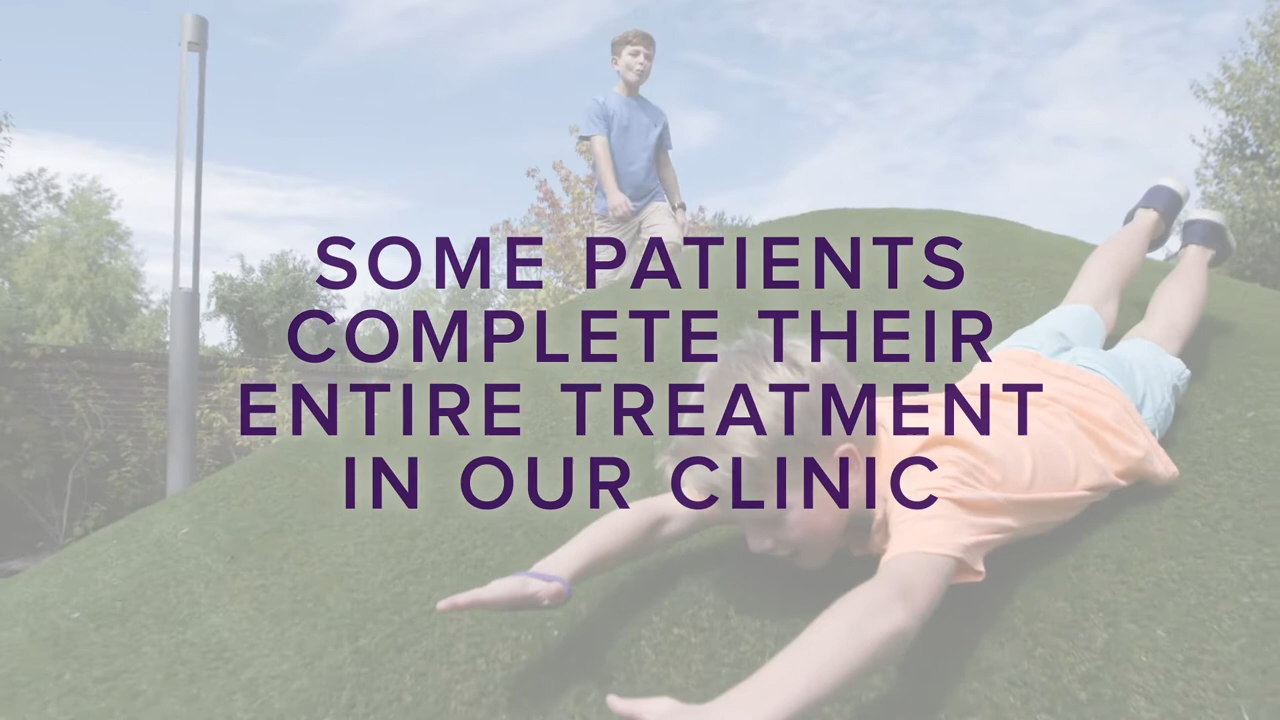 SOME PATIENTS
COMPLETE THEIR
ENTIRE TREATMENT
IN OUR CLINIC